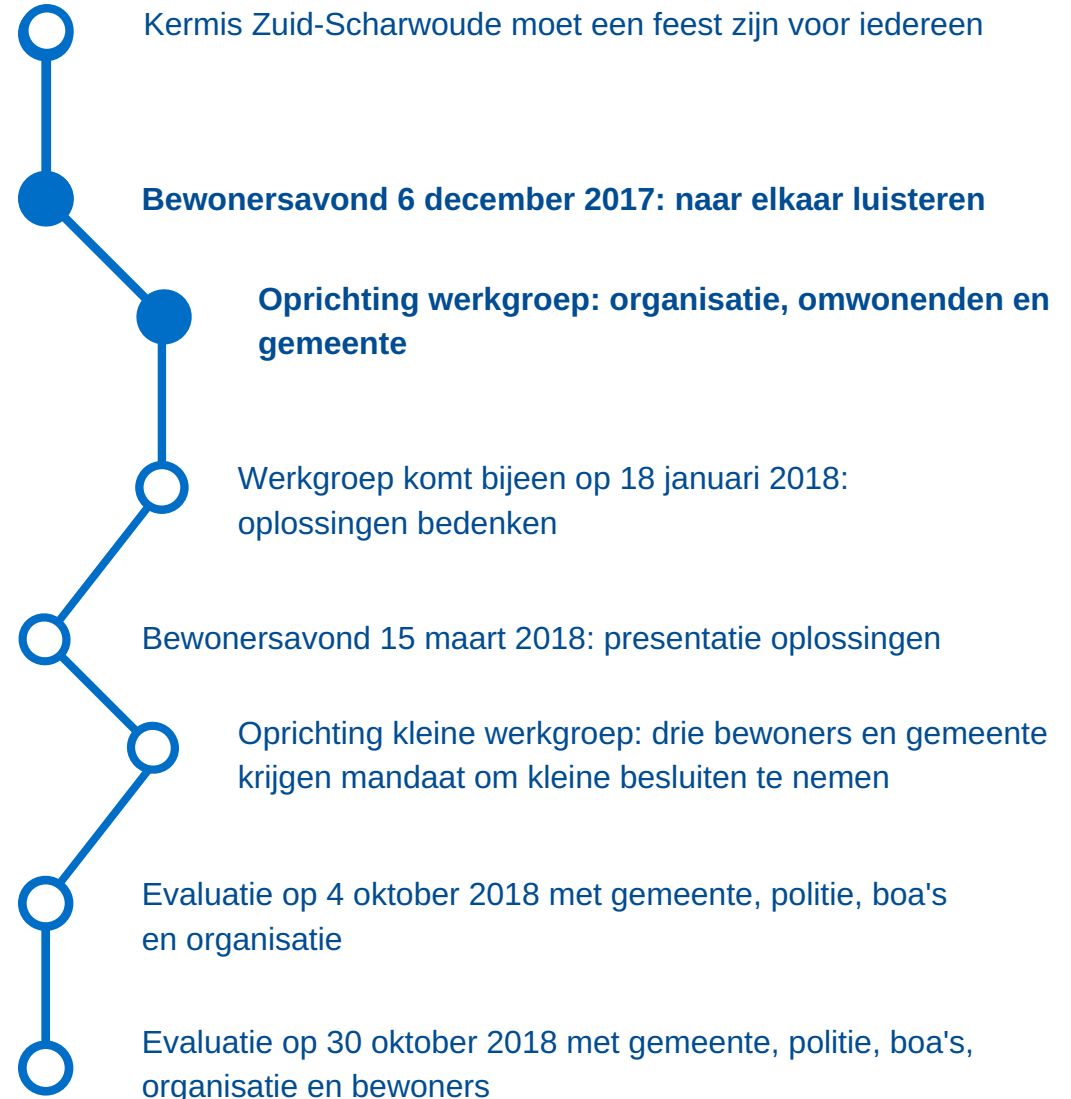 Kermis Zuid-Scharwoude moet een feest zijn voor iedereen
Bewonersavond 6 december 2017: naar elkaar luisteren
Oprichting werkgroep: organisatie, omwonenden en
gemeente
Werkgroep komt bijeen op 18 januari 2018:
oplossingen bedenken
Bewonersavond 15 maart 2018: presentatie oplossingen
Oprichting kleine werkgroep: drie bewoners en gemeente
krijgen mandaat om kleine besluiten te nemen
Evaluatie op 4 oktober 2018 met gemeente, politie, boa's
en organisatie
Evaluatie op 30 oktober 2018 met gemeente, politie, boa's,
organisatie en bewoners